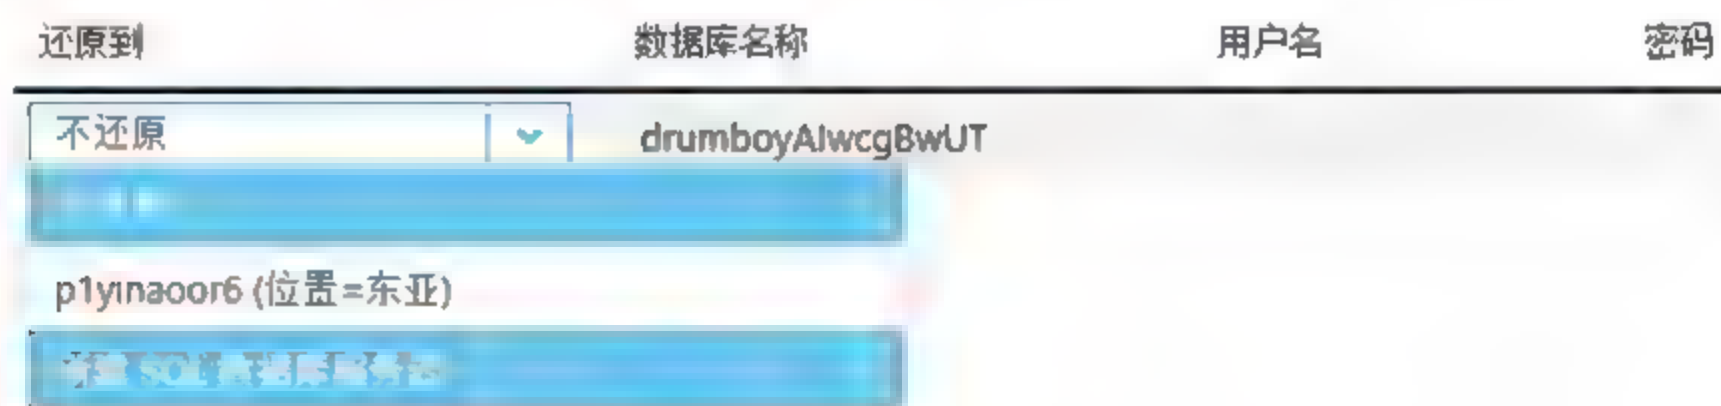 还原到 数据库名称 用户名 密码
不还原 drumboyAIwcgBwUT
p1yinaoor6 (位置=东亚)